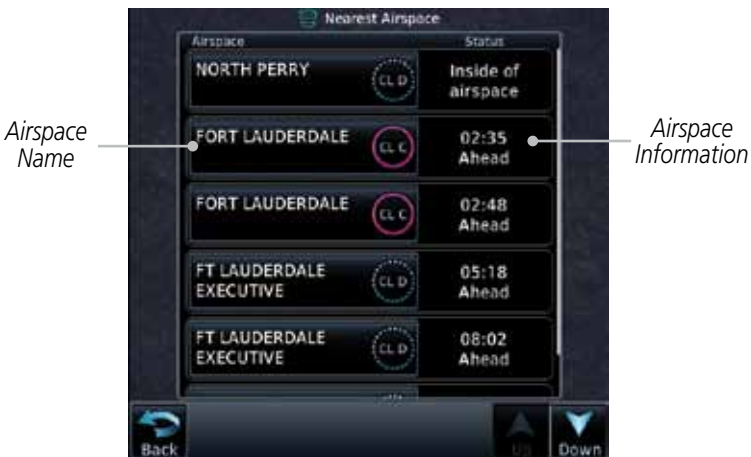 Nearest Airspace
Airspace Status
NORTH PERRY
CL D
Inside of
airspace
Airspace
Name
FORT LAUDERDALE
CL C
02:35
Ahead
Airspace
Information
FORT LAUDERDALE
CL C
02:48
Ahead
FT LAUDERDALE
EXECUTIVE
CL D
05:18
Ahead
FT LAUDERDALE
EXECUTIVE
CL D
08:02
Ahead
Back
Up
Down